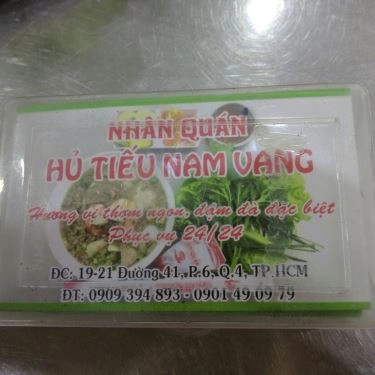 NHÂN QUÁN
HỦ TIẾU NAM VANG
Hương vị thơm ngon, đậm đà đặc biệt
Phục vụ 24/24
ĐC: 19-21 Đường 41, P.6, Q.4, TP.HCM
ĐT: 0909 394 893 - 0901 49 69 79